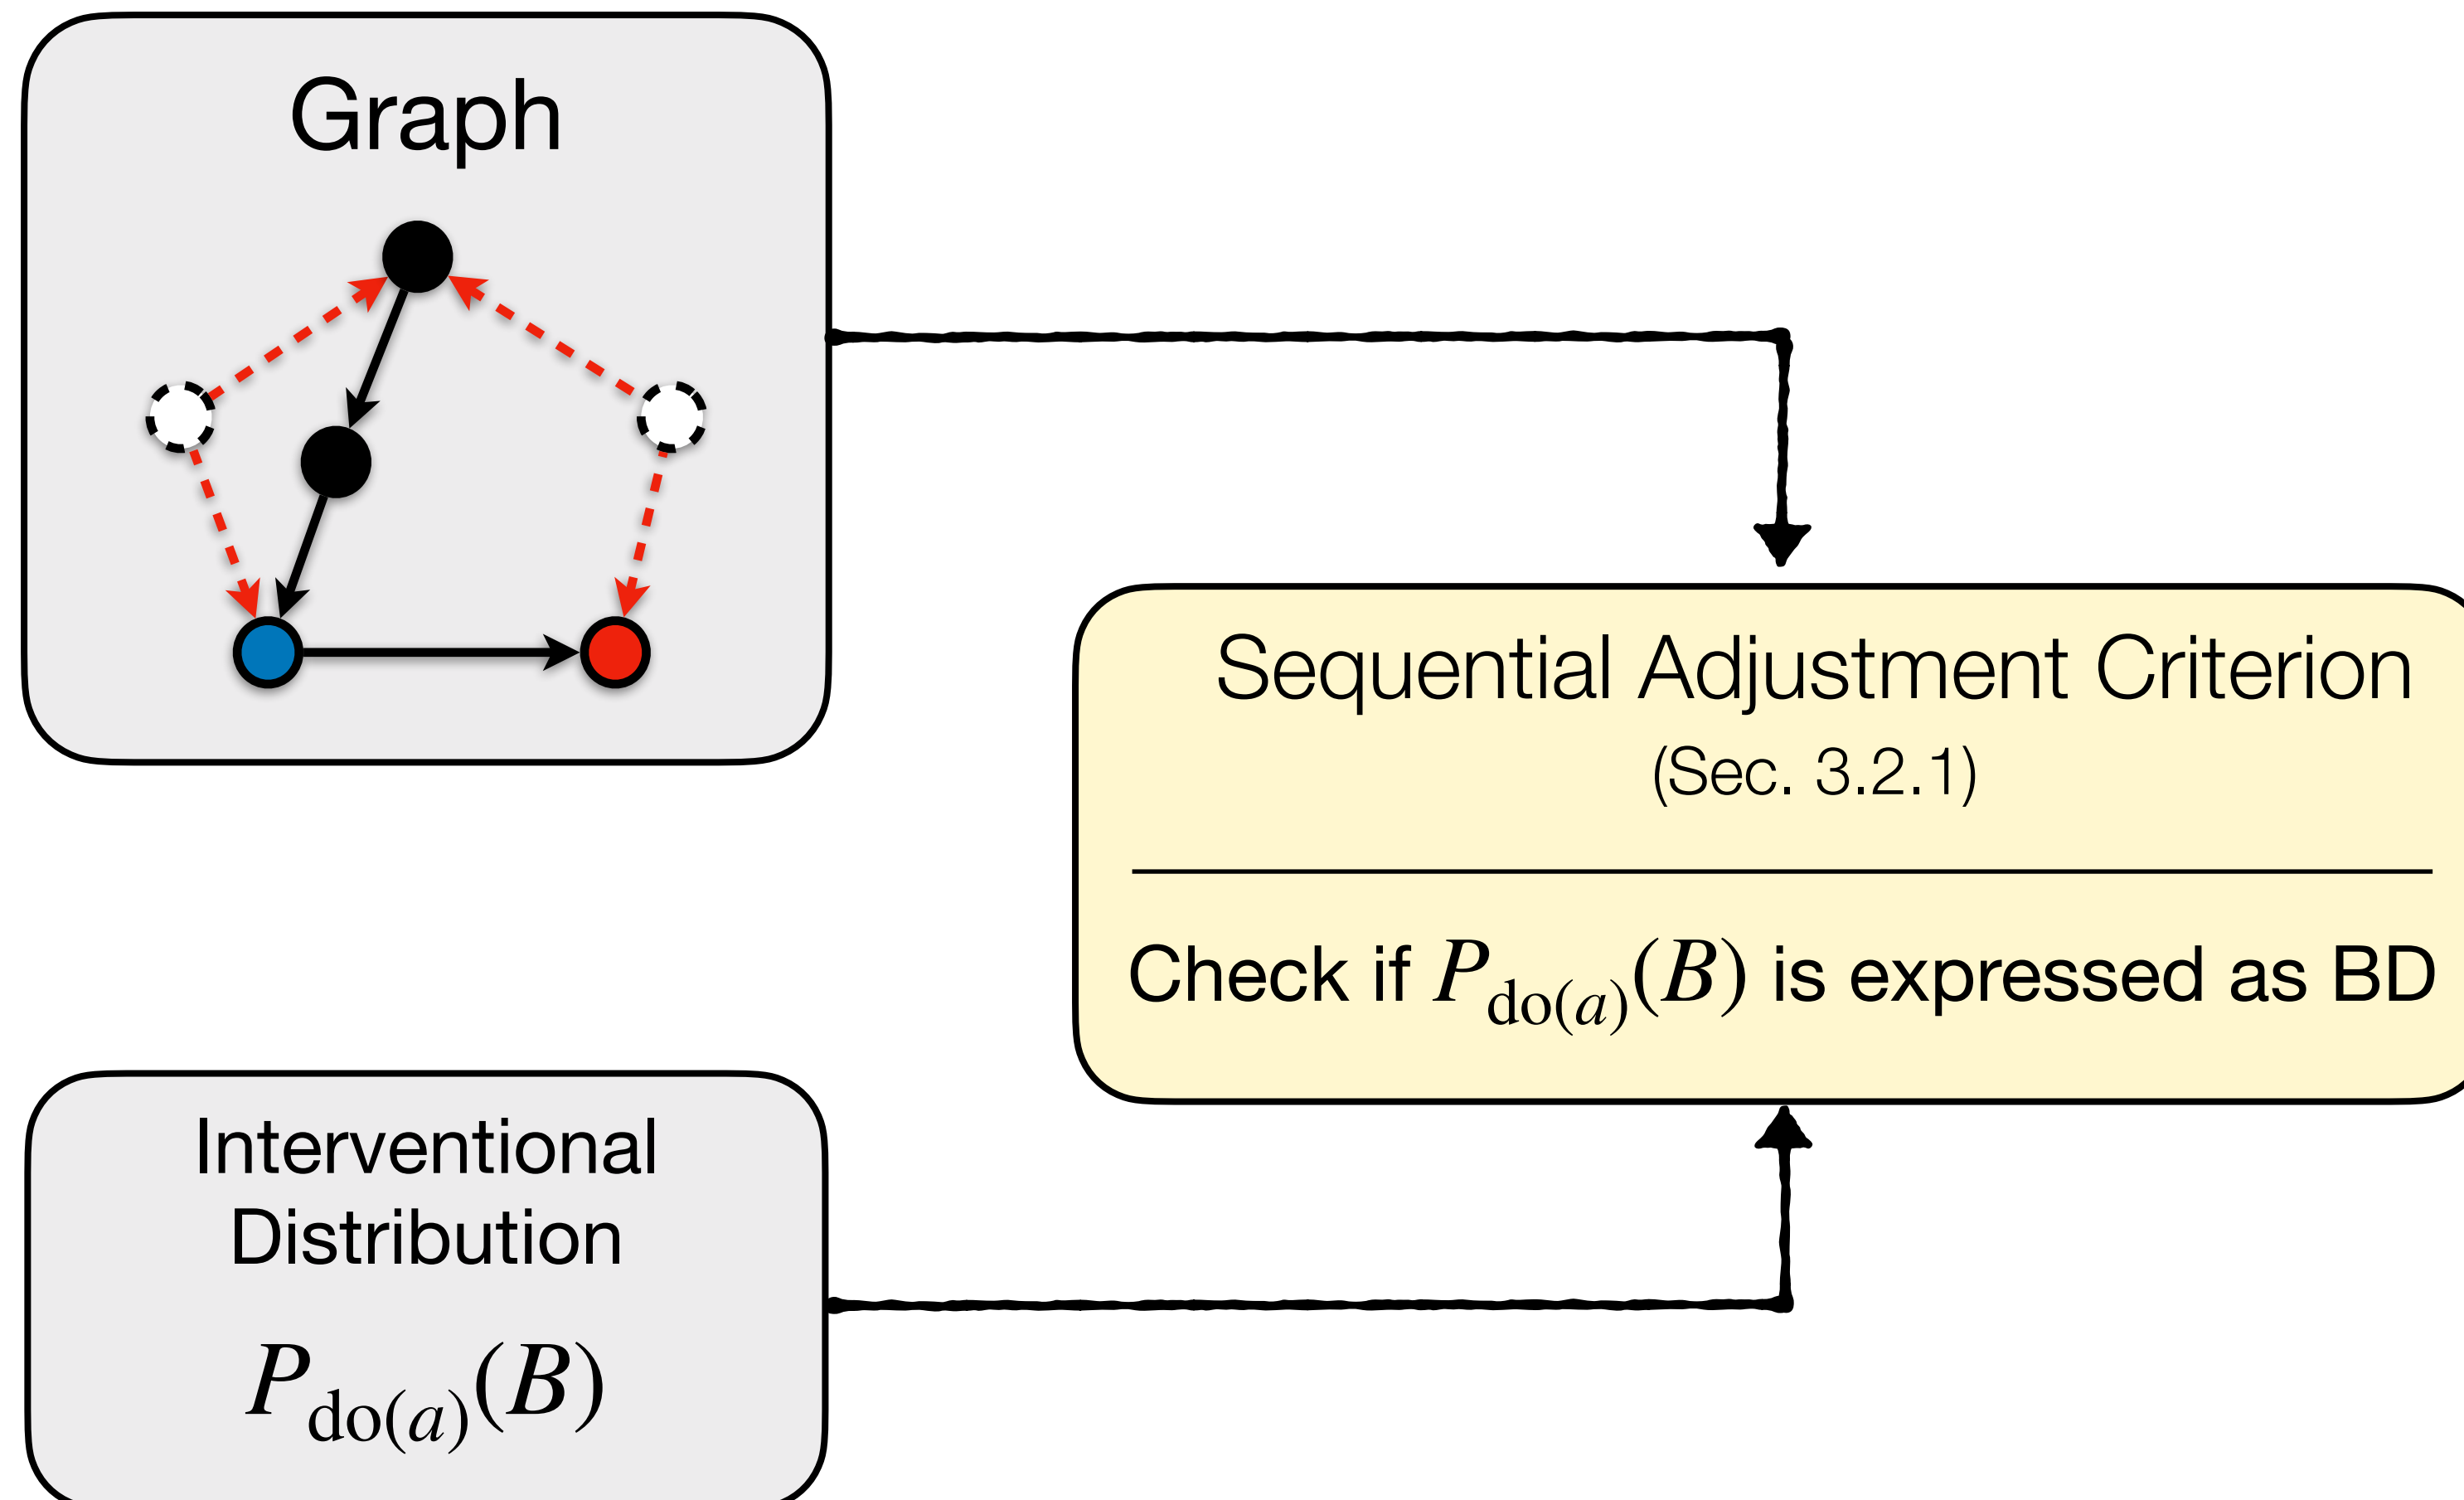 Graph
Sequential Adjustment Criterion
(Sec. 3.2.1)
Check if P_do(a)(B) is expressed as BD
Interventional
Distribution
P_do(a)(B)